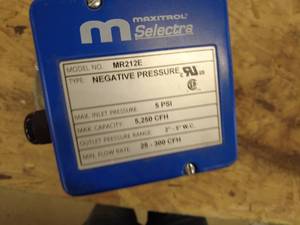 MAXITROL
Selectra
MODEL NO. MR212E
TYPE NEGATIVE PRESSURE
MAX. INLET PRESSURE 5 PSI
MAX. CAPACITY 5,250 CFH
OUTLET PRESSURE RANGE 3" - 5" W.C.
MIN. FLOW RATE 25 - 300 CFH